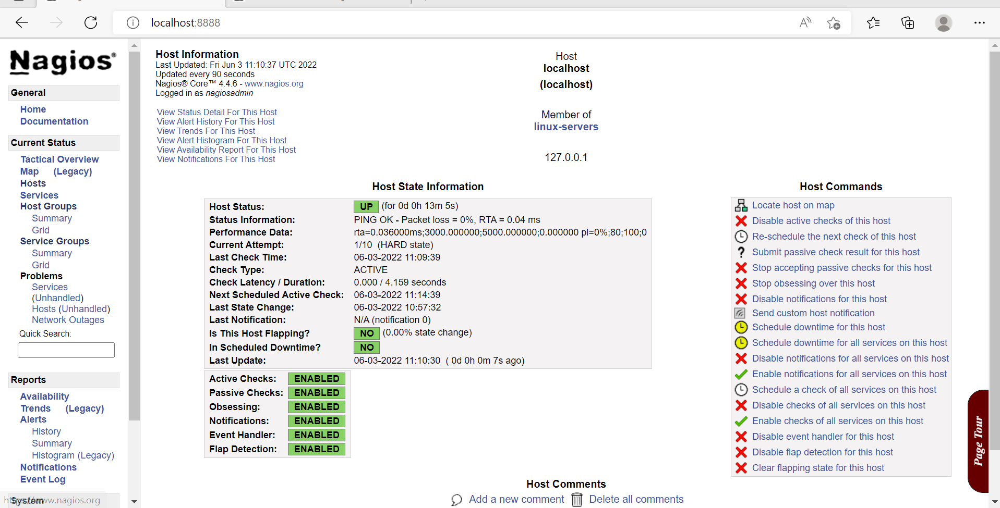 localhost:8888
Nagios®
General
Home
Documentation
Current Status
Tactical Overview
Map (Legacy)
Hosts
Services
Host Groups
Summary
Grid
Service Groups
Summary
Grid
Problems
Services
(Unhandled)
Hosts (Unhandled)
Network Outages
Quick Search:
Reports
Availability
Trends (Legacy)
Alerts
History
Summary
Histogram (Legacy)
Notifications
Event Log
System
https://www.nagios.org
Host Information
Last Updated: Fri Jun 3 11:10:37 UTC 2022
Updated every 90 seconds
Nagios® Core™ 4.4.6 - www.nagios.org
Logged in as nagiosadmin
View Status Detail For This Host
View Alert History For This Host
View Trends For This Host
View Alert Histogram For This Host
View Availability Report For This Host
View Notifications For This Host
Host
localhost
(localhost)
Member of
linux-servers
127.0.0.1
Host State Information
Host Status: UP (for 0d 0h 13m 5s)
Status Information: PING OK - Packet loss = 0%, RTA = 0.04 ms
Performance Data: rta=0.036000ms;3000.000000;5000.000000;0.000000 pl=0%;80;100;0
Current Attempt: 1/10 (HARD state)
Last Check Time: 06-03-2022 11:09:39
Check Type: ACTIVE
Check Latency / Duration: 0.000 / 4.159 seconds
Next Scheduled Active Check: 06-03-2022 11:14:39
Last State Change: 06-03-2022 10:57:32
Last Notification: N/A (notification 0)
Is This Host Flapping? NO (0.00% state change)
In Scheduled Downtime? NO
Last Update: 06-03-2022 11:10:30 ( 0d 0h 0m 7s ago)
Active Checks: ENABLED
Passive Checks: ENABLED
Obsessing: ENABLED
Notifications: ENABLED
Event Handler: ENABLED
Flap Detection: ENABLED
Host Commands
Locate host on map
Disable active checks of this host
Re-schedule the next check of this host
Submit passive check result for this host
Stop accepting passive checks for this host
Stop obsessing over this host
Disable notifications for this host
Send custom host notification
Schedule downtime for this host
Schedule downtime for all services on this host
Disable notifications for all services on this host
Enable notifications for all services on this host
Schedule a check of all services on this host
Disable checks of all services on this host
Enable checks of all services on this host
Disable event handler for this host
Disable flap detection for this host
Clear flapping state for this host
Page Tour
Host Comments
Add a new comment Delete all comments